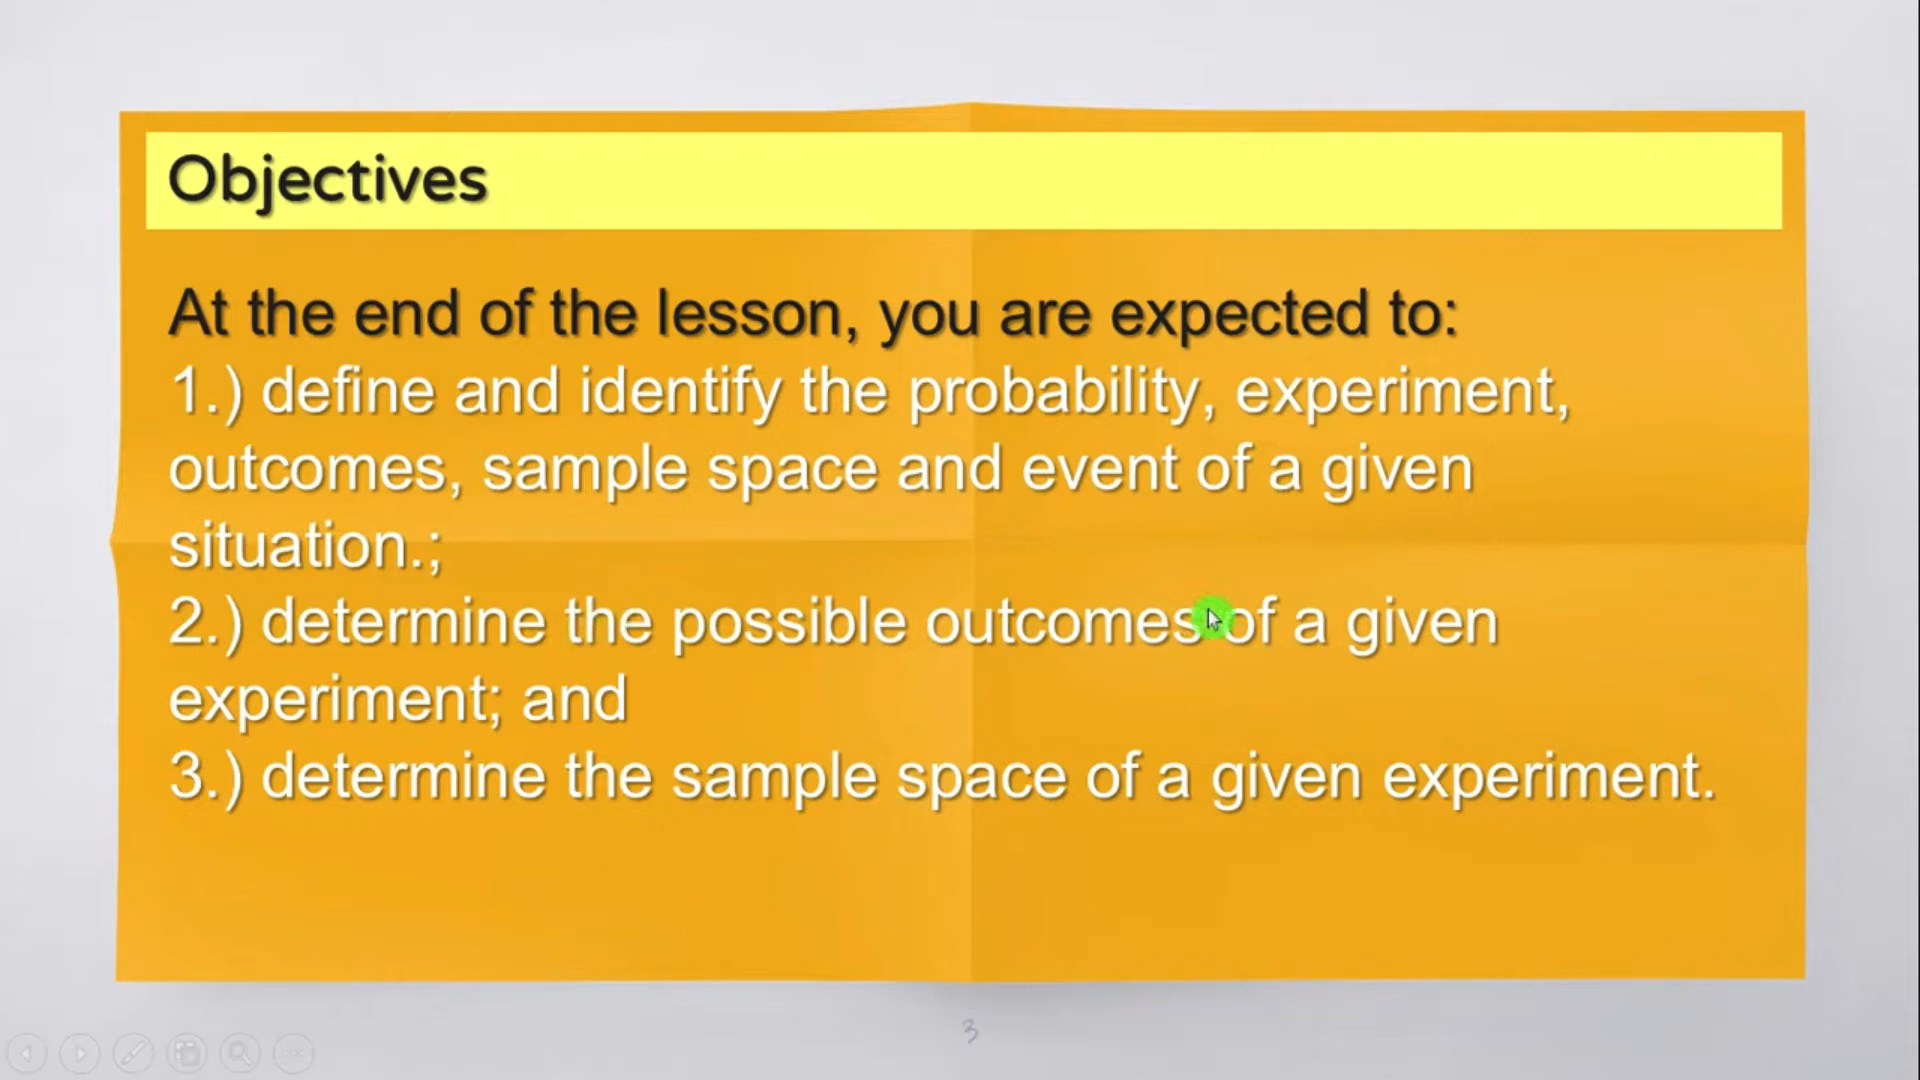 Objectives
At the end of the lesson, you are expected to:
1.) define and identify the probability, experiment,
outcomes, sample space and event of a given
situation.;
2.) determine the possible outcomes of a given
experiment; and
3.) determine the sample space of a given experiment.
3